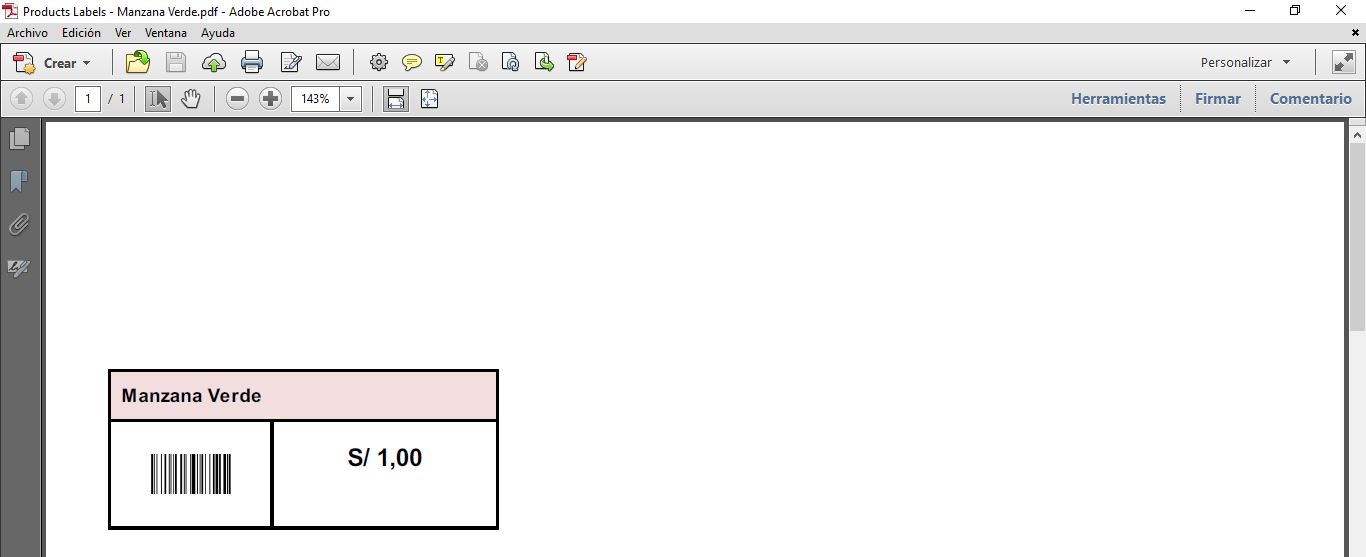 Products Labels - Manzana Verde.pdf - Adobe Acrobat Pro
Archivo Edición Ver Ventana Ayuda
Crear Personalizar
1 / 1 143% Herramientas Firmar Comentario
Manzana Verde
S/ 1,00